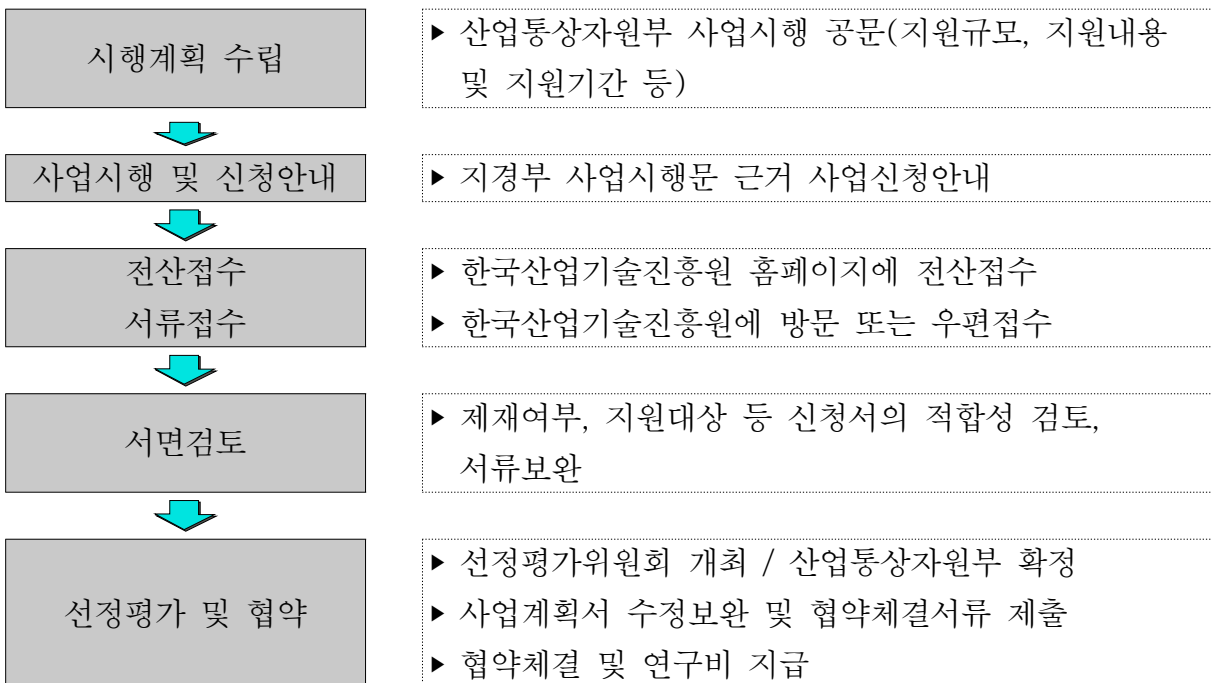 시행계획 수립
▶ 산업통상자원부 사업시행 공문(지원규모, 지원내용
및 지원기간 등)
사업시행 및 신청안내
▶ 지경부 사업시행문 근거 사업신청안내
전산접수
서류접수
▶ 한국산업기술진흥원 홈페이지에 전산접수
▶ 한국산업기술진흥원에 방문 또는 우편접수
서면검토
▶ 제재여부, 지원대상 등 신청서의 적합성 검토,
서류보완
선정평가 및 협약
▶ 선정평가위원회 개최 / 산업통상자원부 확정
▶ 사업계획서 수정보완 및 협약체결서류 제출
▶ 협약체결 및 연구비 지급